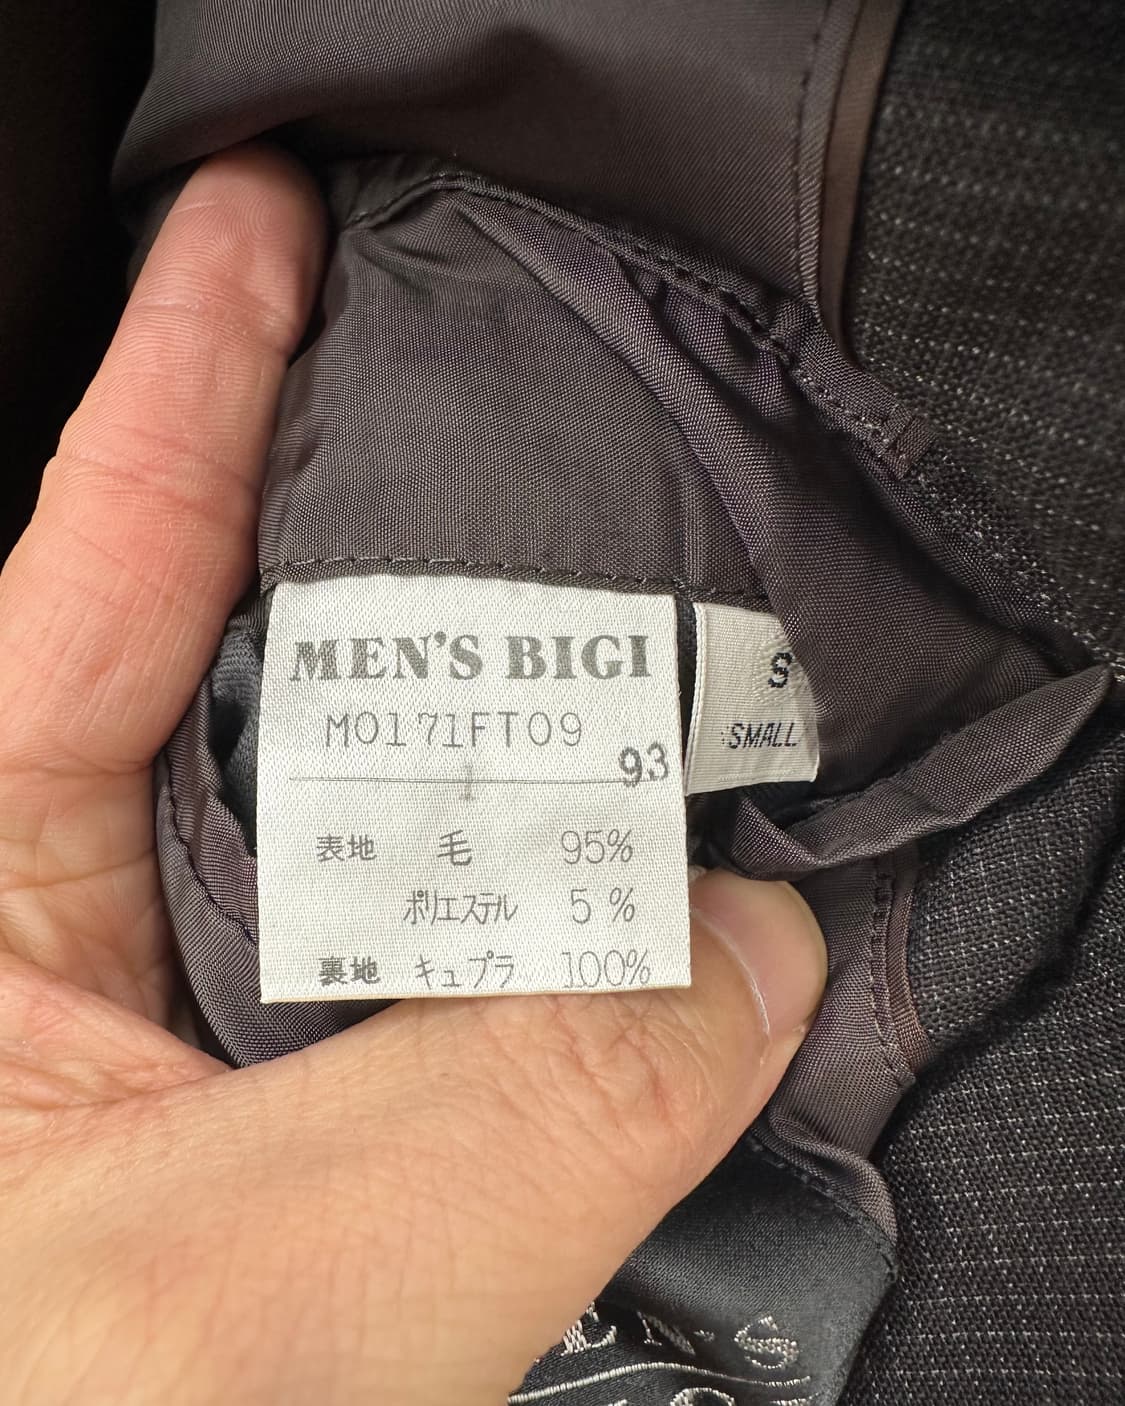 MEN'S BIGI
M0171FT09
93
表地 毛 95%
ポリエステル 5%
裏地 キュプラ 100%
S
SMALL